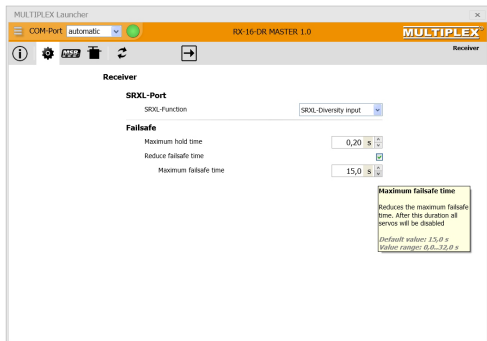 MULTIPLEX Launcher
COM-Port automatic
RX-16-DR MASTER 1.0
MULTIPLEX
MSB
Receiver
Receiver
SRXL-Port
SRXL-Function SRXL-Diversity input
Failsafe
Maximum hold time 0,20 s
Reduce failsafe time
Maximum failsafe time 15,0 s
Maximum failsafe time
Reduces the maximum failsafe
time. After this duration all
servos will be disabled
Default value: 15,0 s
Value range: 0,0..32,0 s